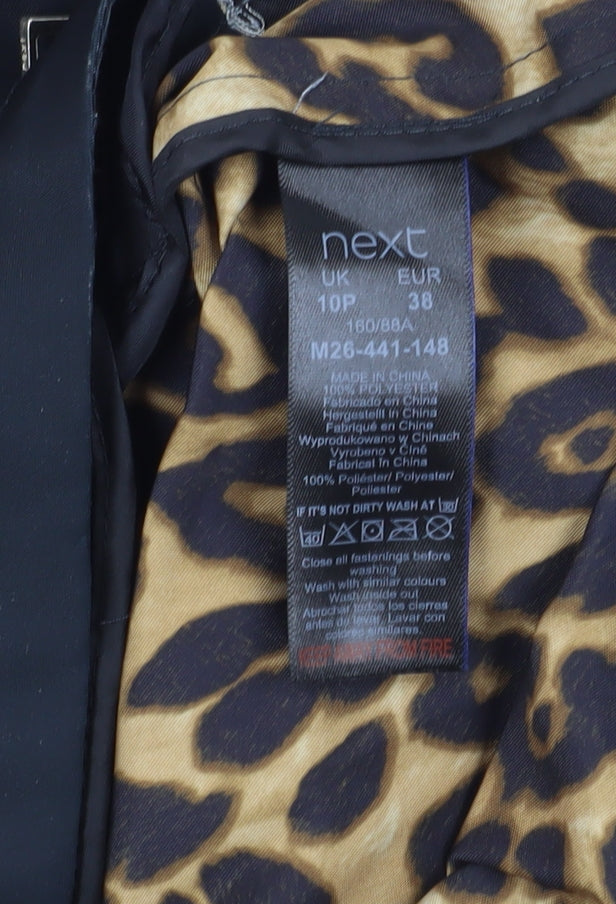 next
UK EUR
10P 38
160/88A
M26-441-148
MADE IN CHINA
100% POLYESTER
Fabricado en China
Hergestellt in China
Fabriqué en Chine
Wyprodukowano w Chinach
Vyrobeno v Číně
Fabricat în China
100% Poliéster/ Polyester/
Poliester
IF IT'S NOT DIRTY WASH AT 30
40
Close all fastenings before
washing
Wash with similar colours
Wash inside out
Abrochar todos los cierres
antes de lavar. Lavar con
colores similares.
KEEP AWAY FROM FIRE